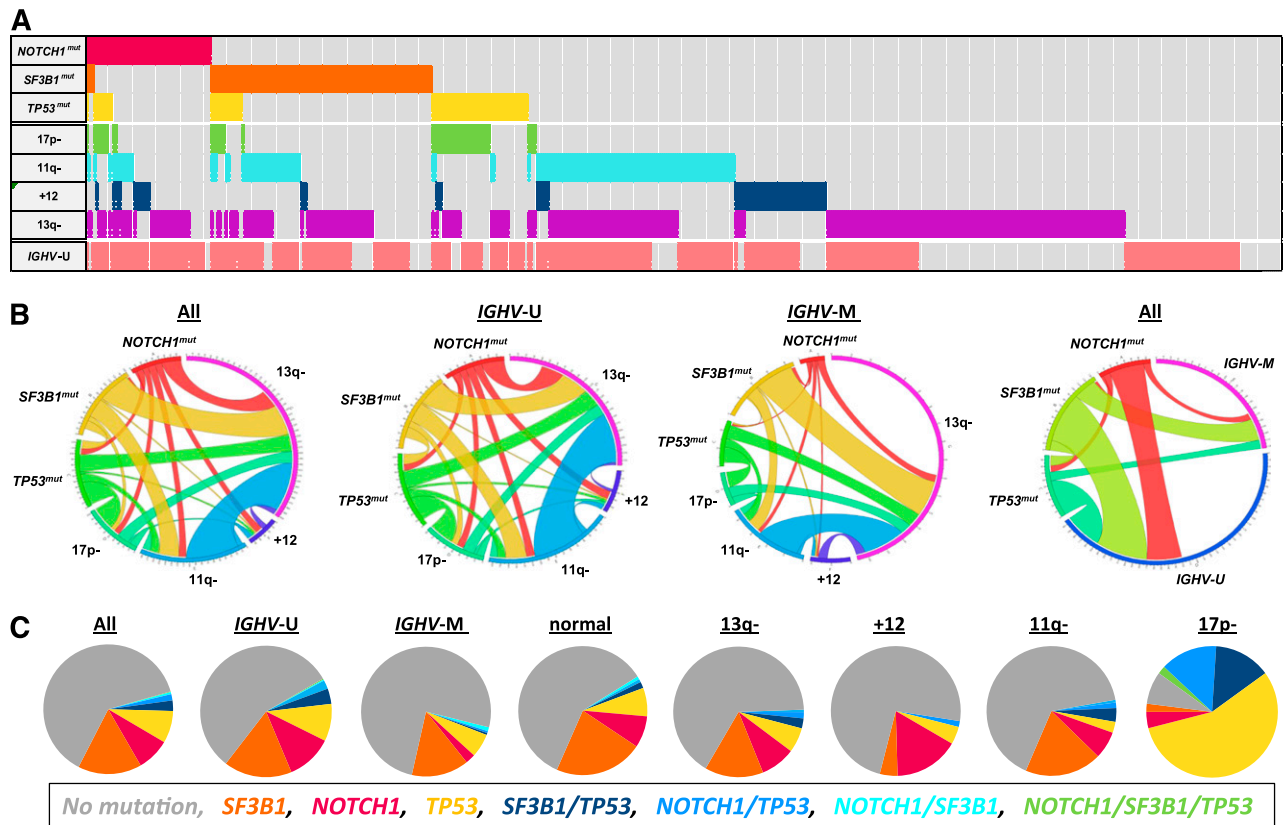 A
NOTCH1mut
SF3B1mut
TP53mut
17p-
11q-
+12
13q-
IGHV-U
B
All
NOTCH1mut
SF3B1mut
TP53mut
17p-
11q-
+12
13q-
IGHV-U
NOTCH1mut
SF3B1mut
TP53mut
17p-
11q-
+12
13q-
IGHV-M
NOTCH1mut
SF3B1mut
TP53mut
17p-
11q-
+12
13q-
All
NOTCH1mut
SF3B1mut
TP53mut
IGHV-M
IGHV-U
C
All
IGHV-U
IGHV-M
normal
13q-
+12
11q-
17p-
No mutation, SF3B1, NOTCH1, TP53, SF3B1/TP53, NOTCH1/TP53, NOTCH1/SF3B1, NOTCH1/SF3B1/TP53